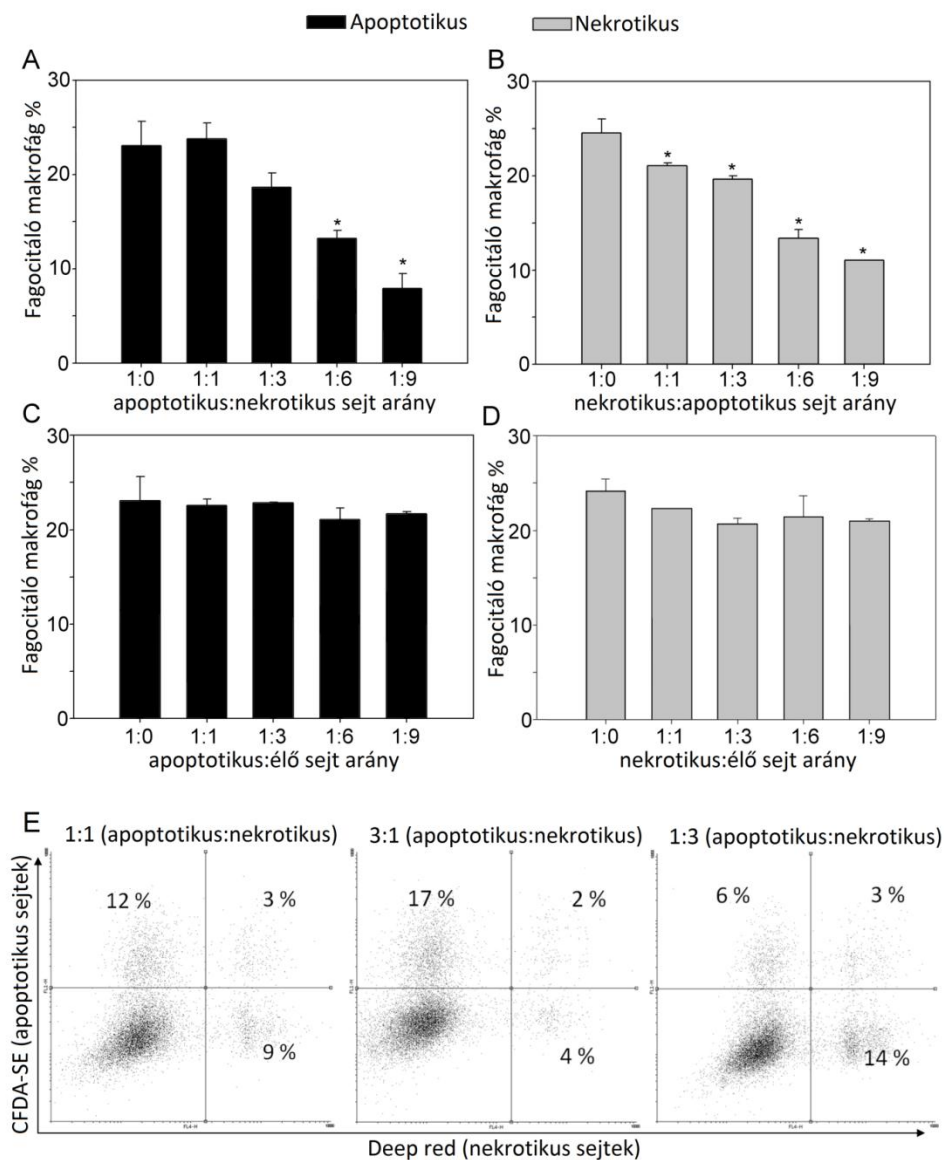 Apoptotikus Nekrotikus
A
30
20
10
0
Fagocitáló makrofág %
* *
1:0 1:1 1:3 1:6 1:9
apoptotikus:nekrotikus sejt arány
B
30
20
10
0
Fagocitáló makrofág %
* * * *
1:0 1:1 1:3 1:6 1:9
nekrotikus:apoptotikus sejt arány
C
30
20
10
0
Fagocitáló makrofág %
1:0 1:1 1:3 1:6 1:9
apoptotikus:élő sejt arány
D
30
20
10
0
Fagocitáló makrofág %
1:0 1:1 1:3 1:6 1:9
nekrotikus:élő sejt arány
E
1:1 (apoptotikus:nekrotikus) 3:1 (apoptotikus:nekrotikus) 1:3 (apoptotikus:nekrotikus)
CFDA-SE (apoptotikus sejtek)
12 % 3 %
9 %
17 % 2 %
4 %
6 % 3 %
14 %
FL4-H FL4-H FL4-H
Deep red (nekrotikus sejtek)